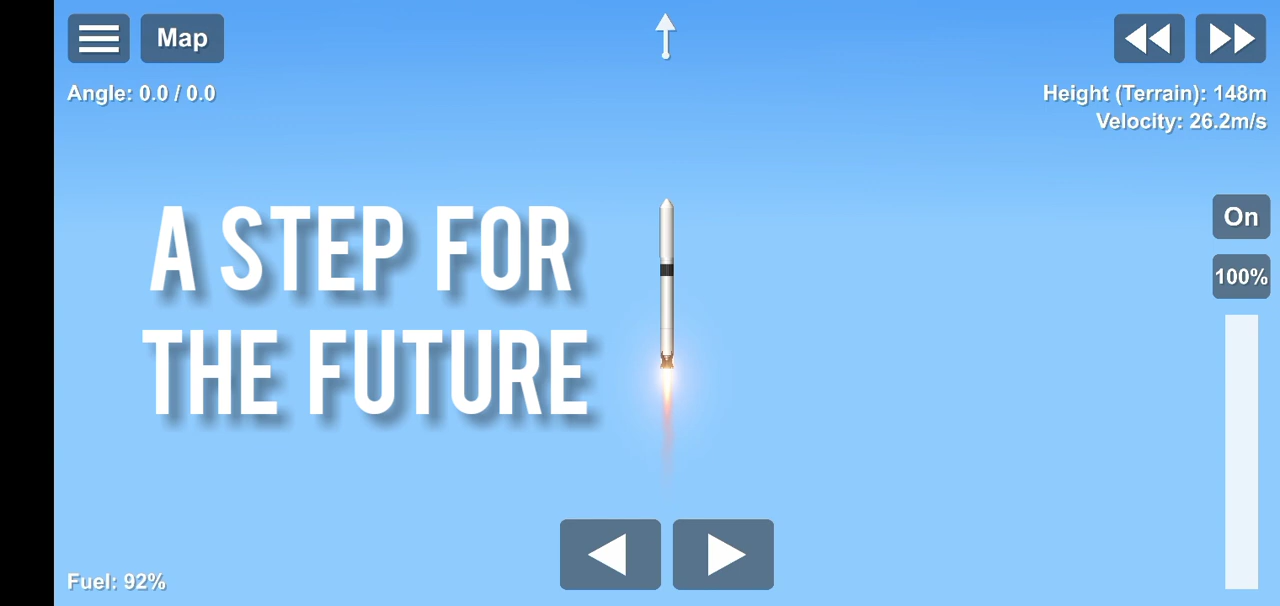 Map
Angle: 0.0 / 0.0
Height (Terrain): 148m
Velocity: 26.2m/s
A STEP FOR
THE FUTURE
On
100%
Fuel: 92%